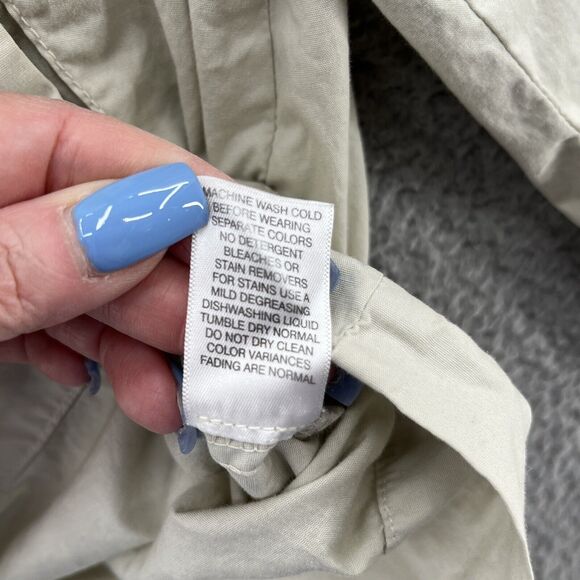 MACHINE WASH COLD
BEFORE WEARING
SEPARATE COLORS
NO DETERGENT
BLEACHES OR
STAIN REMOVERS
FOR STAINS USE A
MILD DEGREASING
DISHWASHING LIQUID
TUMBLE DRY NORMAL
DO NOT DRY CLEAN
COLOR VARIANCES
FADING ARE NORMAL